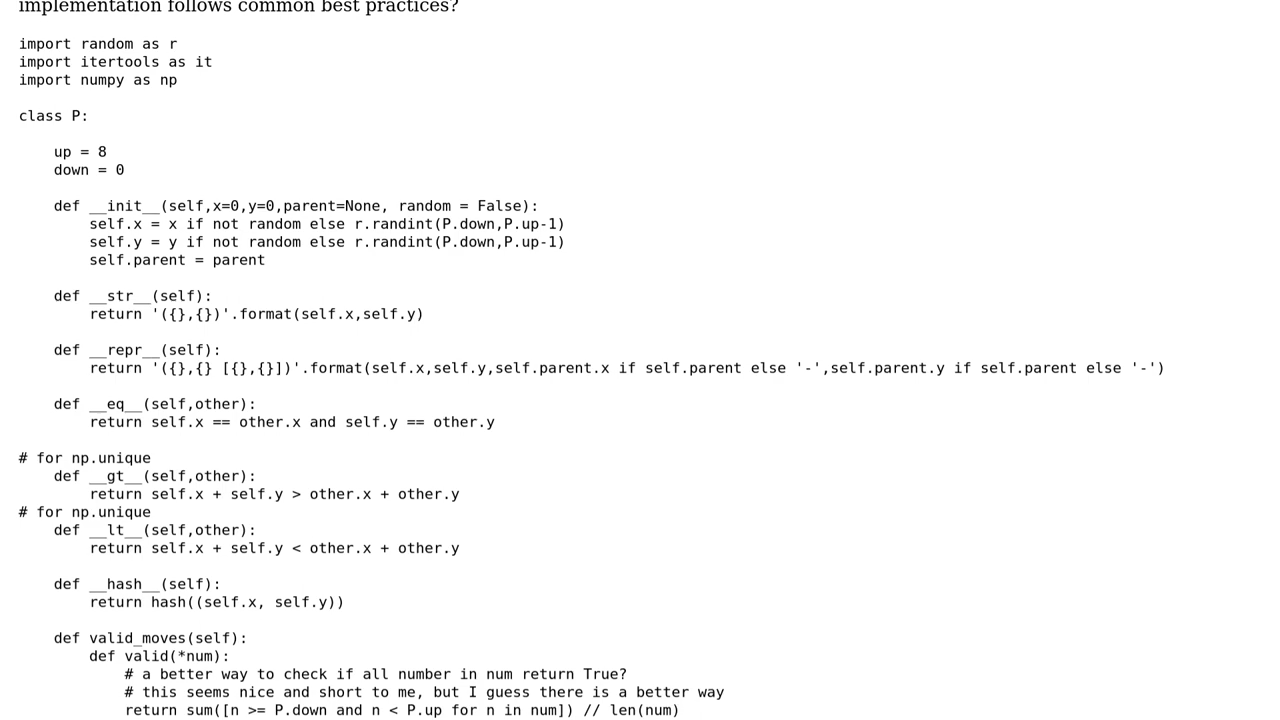 implementation follows common best practices?
import random as r
import itertools as it
import numpy as np
class P:
    up = 8
    down = 0
    def __init__(self,x=0,y=0,parent=None, random = False):
        self.x = x if not random else r.randint(P.down,P.up-1)
        self.y = y if not random else r.randint(P.down,P.up-1)
        self.parent = parent
    def __str__(self):
        return '({},{})'.format(self.x,self.y)
    def __repr__(self):
        return '({},{} [{},{}])'.format(self.x,self.y,self.parent.x if self.parent else '-',self.parent.y if self.parent else '-')
    def __eq__(self,other):
        return self.x == other.x and self.y == other.y
# for np.unique
    def __gt__(self,other):
        return self.x + self.y > other.x + other.y
# for np.unique
    def __lt__(self,other):
        return self.x + self.y < other.x + other.y
    def __hash__(self):
        return hash((self.x, self.y))
    def valid_moves(self):
        def valid(*num):
            # a better way to check if all number in num return True?
            # this seems nice and short to me, but I guess there is a better way
            return sum([n >= P.down and n < P.up for n in num]) // len(num)